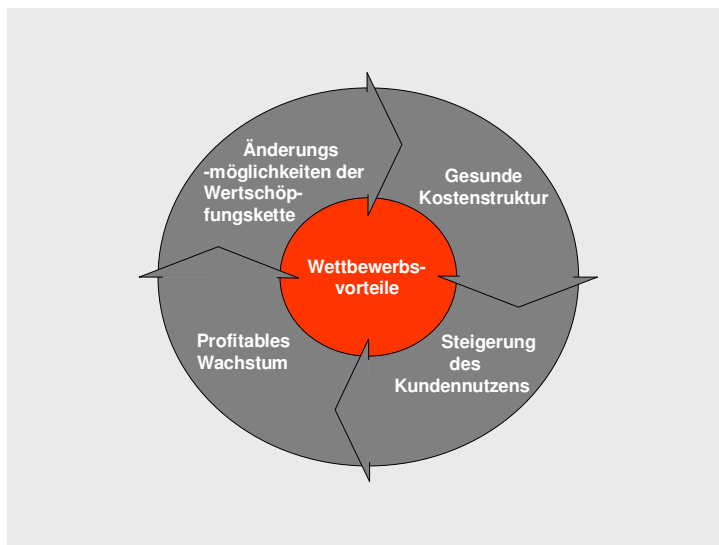 Änderungs
-möglichkeiten der
Wertschöp-
fungskette
Gesunde
Kostenstruktur
Wettbewerbs-
vorteile
Profitables
Wachstum
Steigerung
des
Kundennutzens